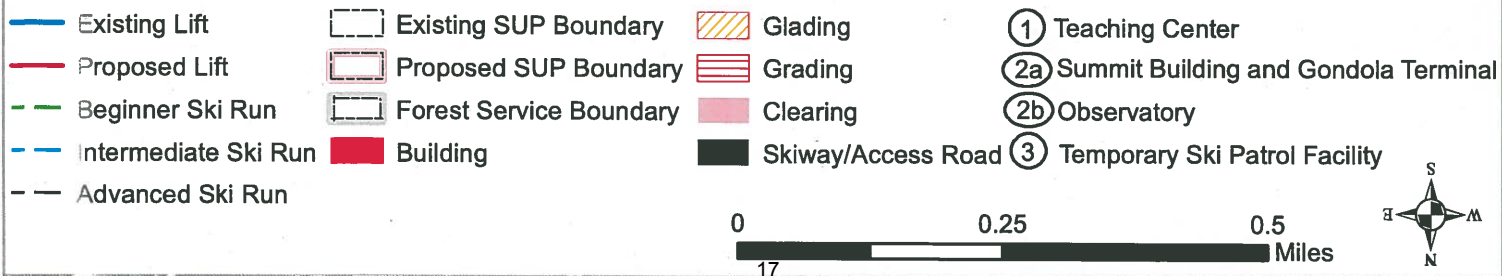 Existing Lift
Proposed Lift
Beginner Ski Run
Intermediate Ski Run
Advanced Ski Run
Existing SUP Boundary
Proposed SUP Boundary
Forest Service Boundary
Building
Glading
Grading
Clearing
Skiway/Access Road
1 Teaching Center
2a Summit Building and Gondola Terminal
2b Observatory
3 Temporary Ski Patrol Facility
0 0.25 0.5
Miles
S
E W
N
17